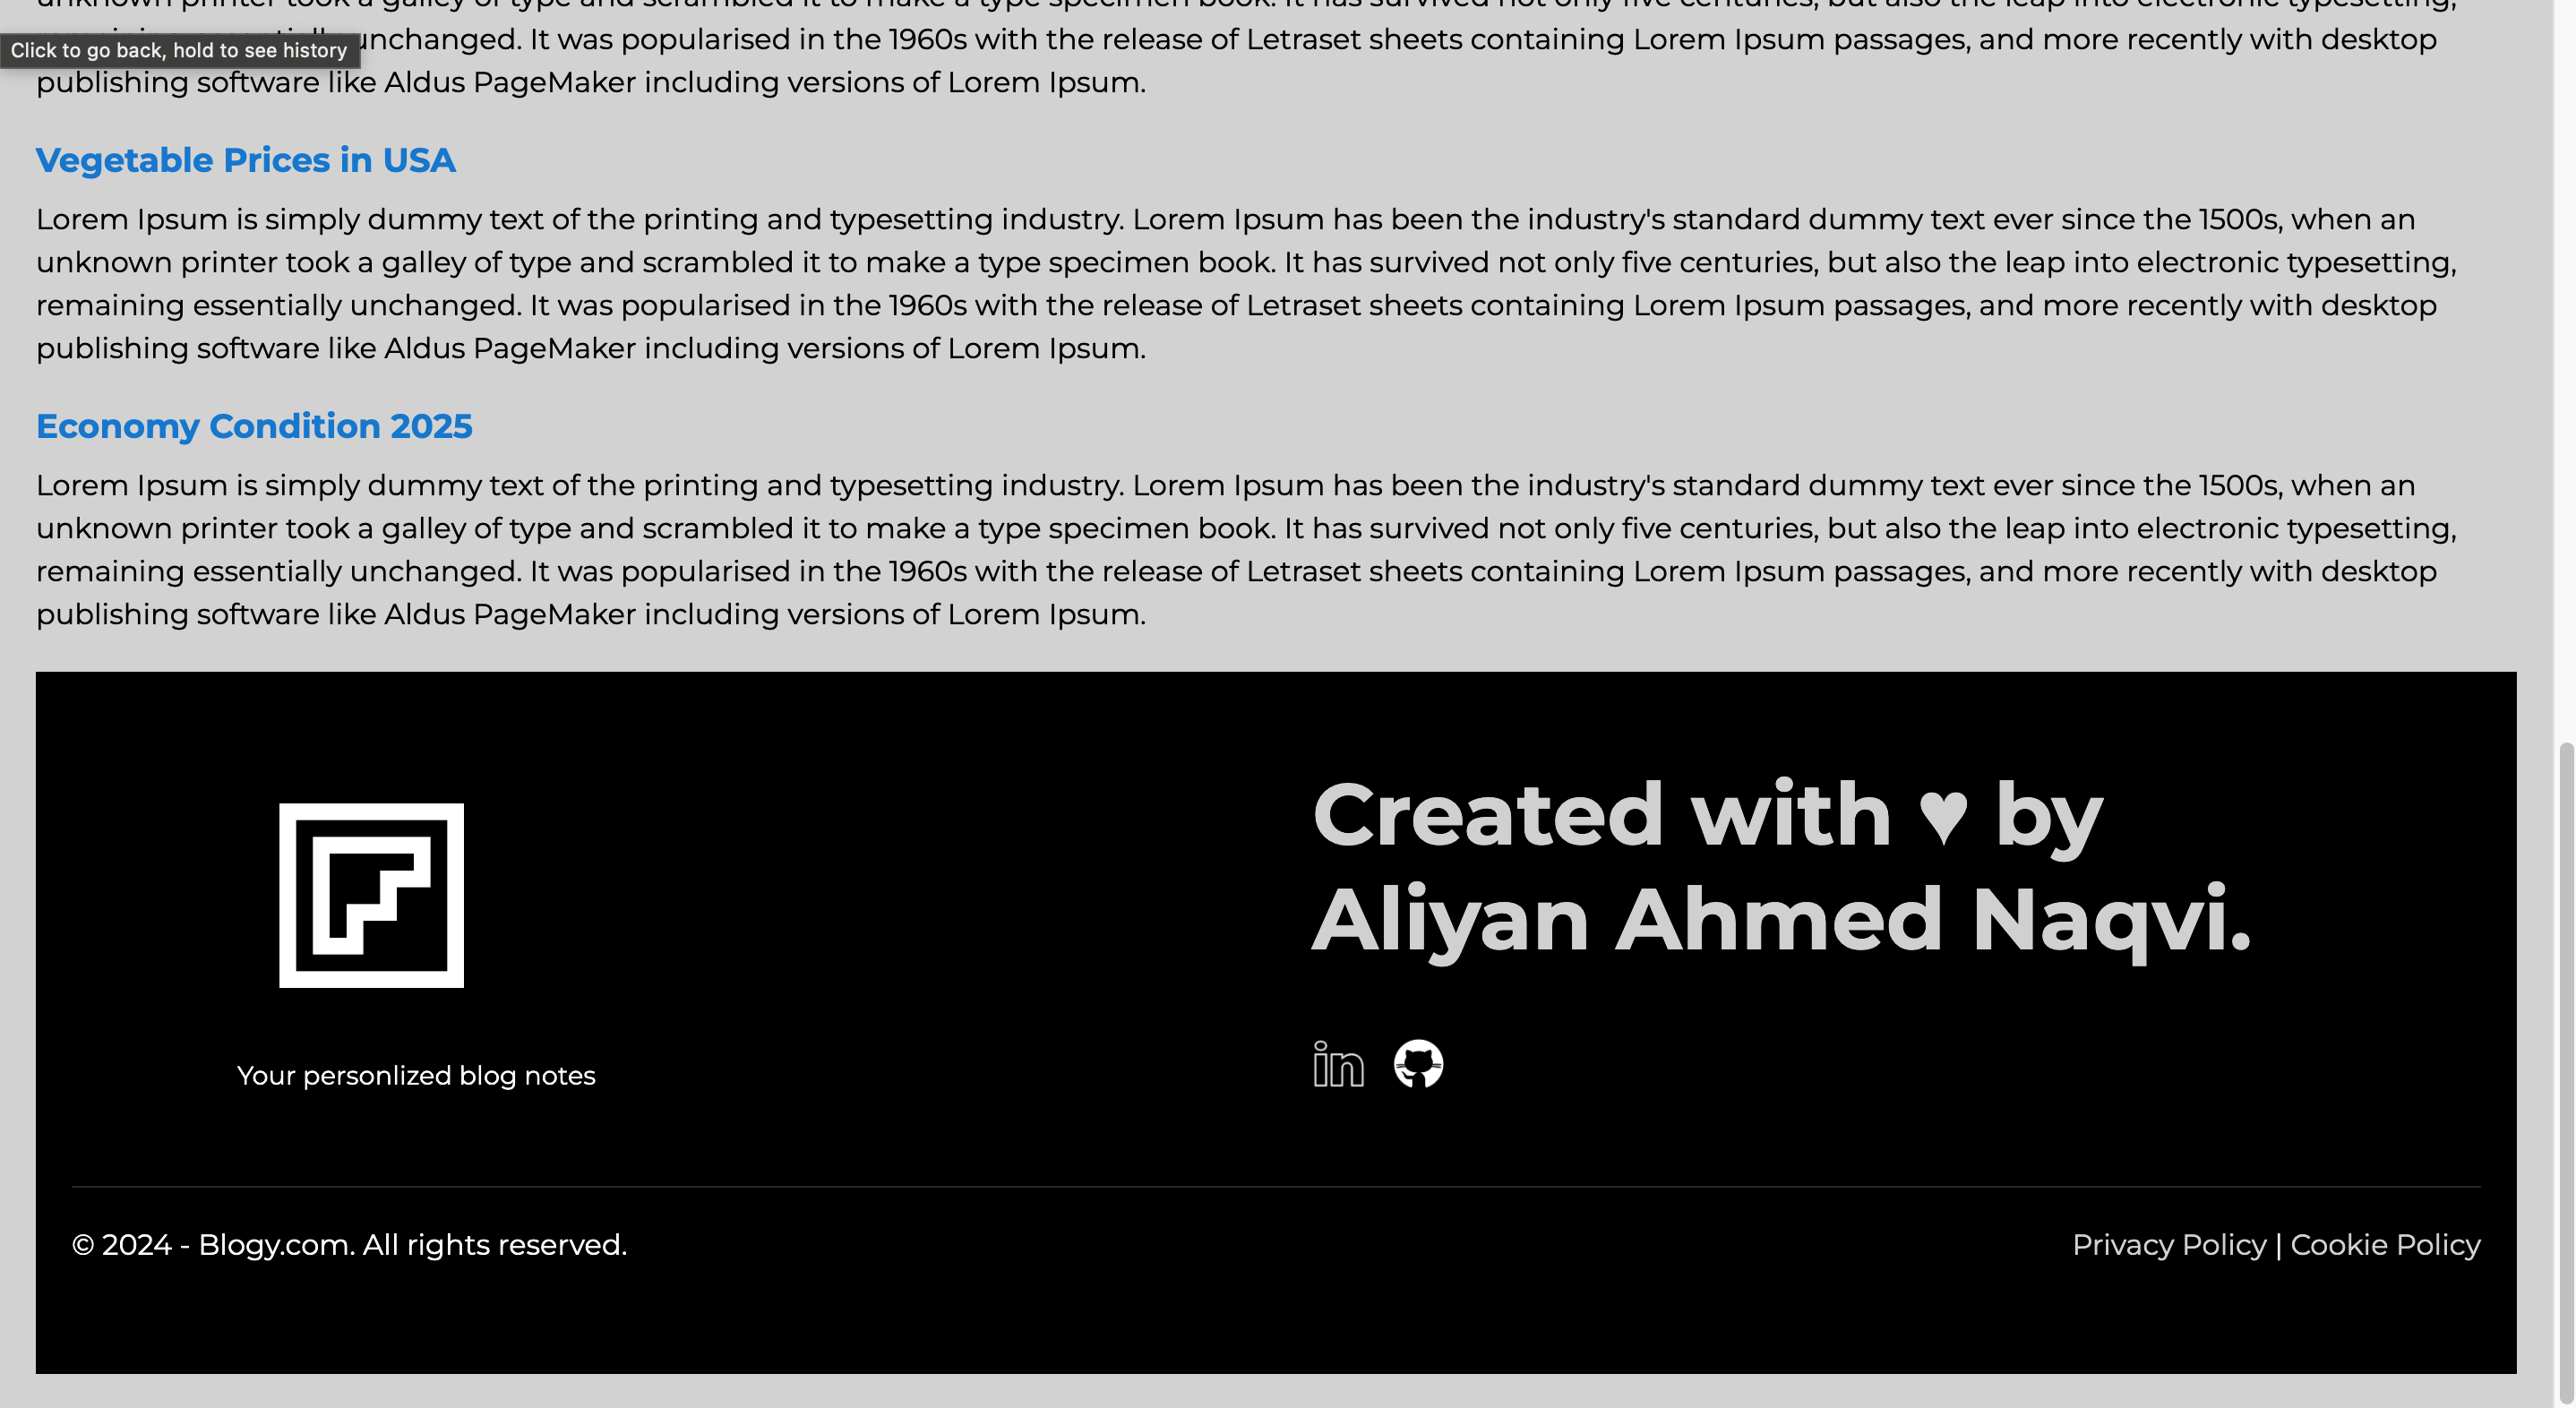 unknown printer took a galley of type and scrambled it to make a type specimen book. It has survived not only five centuries, but also the leap into electronic typesetting,
Click to go back, hold to see history
unchanged. It was popularised in the 1960s with the release of Letraset sheets containing Lorem Ipsum passages, and more recently with desktop
publishing software like Aldus PageMaker including versions of Lorem Ipsum.
Vegetable Prices in USA
Lorem Ipsum is simply dummy text of the printing and typesetting industry. Lorem Ipsum has been the industry's standard dummy text ever since the 1500s, when an
unknown printer took a galley of type and scrambled it to make a type specimen book. It has survived not only five centuries, but also the leap into electronic typesetting,
remaining essentially unchanged. It was popularised in the 1960s with the release of Letraset sheets containing Lorem Ipsum passages, and more recently with desktop
publishing software like Aldus PageMaker including versions of Lorem Ipsum.
Economy Condition 2025
Lorem Ipsum is simply dummy text of the printing and typesetting industry. Lorem Ipsum has been the industry's standard dummy text ever since the 1500s, when an
unknown printer took a galley of type and scrambled it to make a type specimen book. It has survived not only five centuries, but also the leap into electronic typesetting,
remaining essentially unchanged. It was popularised in the 1960s with the release of Letraset sheets containing Lorem Ipsum passages, and more recently with desktop
publishing software like Aldus PageMaker including versions of Lorem Ipsum.
Created with ♥ by
Aliyan Ahmed Naqvi.
in
Your personlized blog notes
© 2024 - Blogy.com. All rights reserved.
Privacy Policy | Cookie Policy